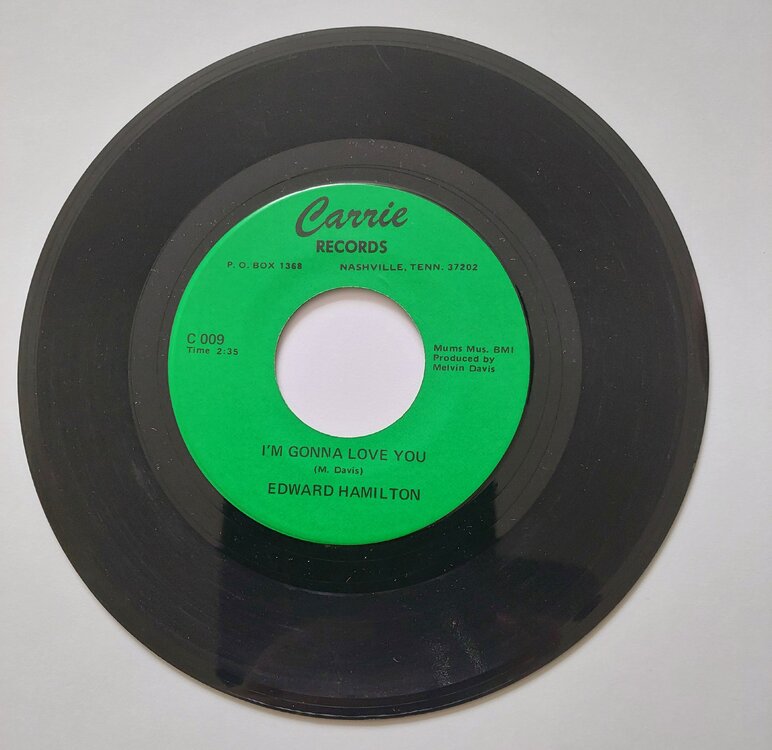 Carrie
RECORDS
P. O. BOX 1368 NASHVILLE, TENN. 37202
C 009
Time 2:35
Mums Mus. BMI
Produced by
Melvin Davis
I'M GONNA LOVE YOU
(M. Davis)
EDWARD HAMILTON